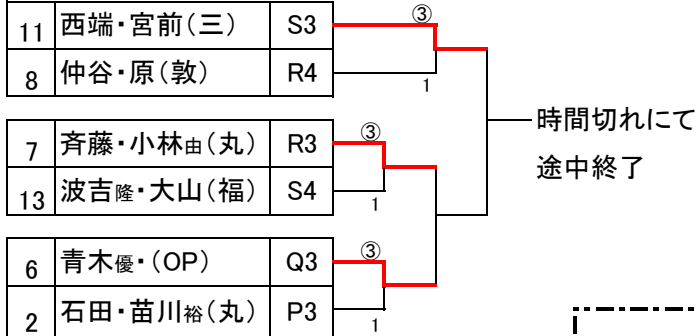 11 西端・宮前(三) S3 ③
8 仲谷・原(敦) R4 1
時間切れにて
途中終了
7 斉藤・小林由(丸) R3 ③
13 波吉隆・大山(福) S4 1
6 青木優・(OP) Q3 ③
2 石田・苗川裕(丸) P3 1